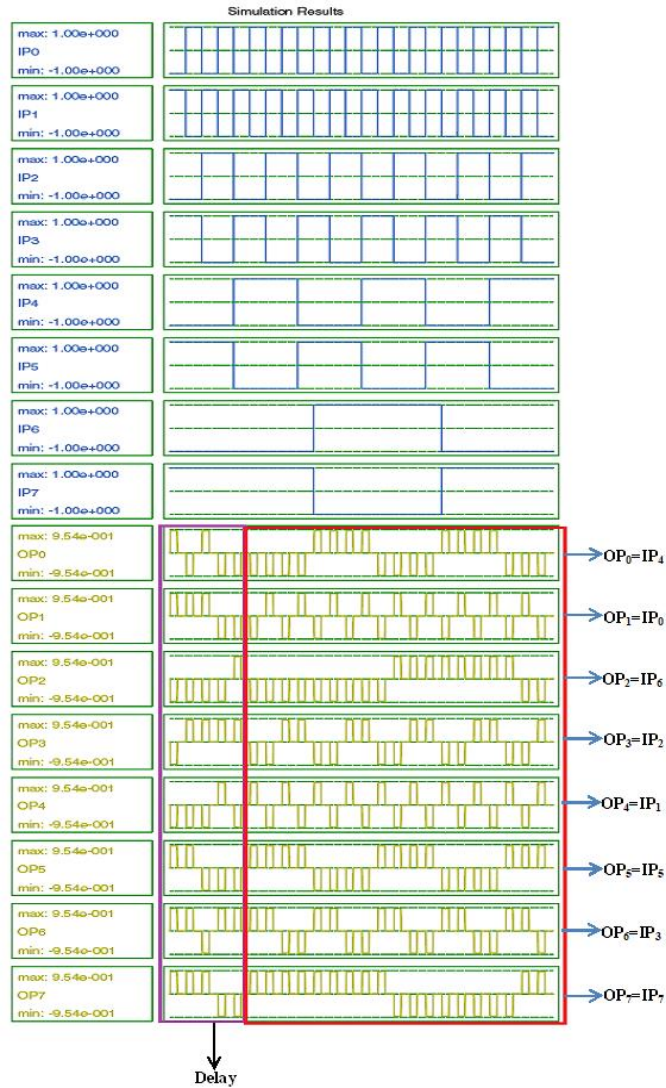 Simulation Results
max: 1.00e+000
IP0
min: -1.00e+000
max: 1.00e+000
IP1
min: -1.00e+000
max: 1.00e+000
IP2
min: -1.00e+000
max: 1.00e+000
IP3
min: -1.00e+000
max: 1.00e+000
IP4
min: -1.00e+000
max: 1.00e+000
IP5
min: -1.00e+000
max: 1.00e+000
IP6
min: -1.00e+000
max: 1.00e+000
IP7
min: -1.00e+000
max: 9.54e-001
OP0
min: -9.54e-001
OP₀=IP₄
max: 9.54e-001
OP1
min: -9.54e-001
OP₁=IP₀
max: 9.54e-001
OP2
min: -9.54e-001
OP₂=IP₆
max: 9.54e-001
OP3
min: -9.54e-001
OP₃=IP₂
max: 9.54e-001
OP4
min: -9.54e-001
OP₄=IP₁
max: 9.54e-001
OP5
min: -9.54e-001
OP₅=IP₅
max: 9.54e-001
OP6
min: -9.54e-001
OP₆=IP₃
max: 9.54e-001
OP7
min: -9.54e-001
OP₇=IP₇
Delay